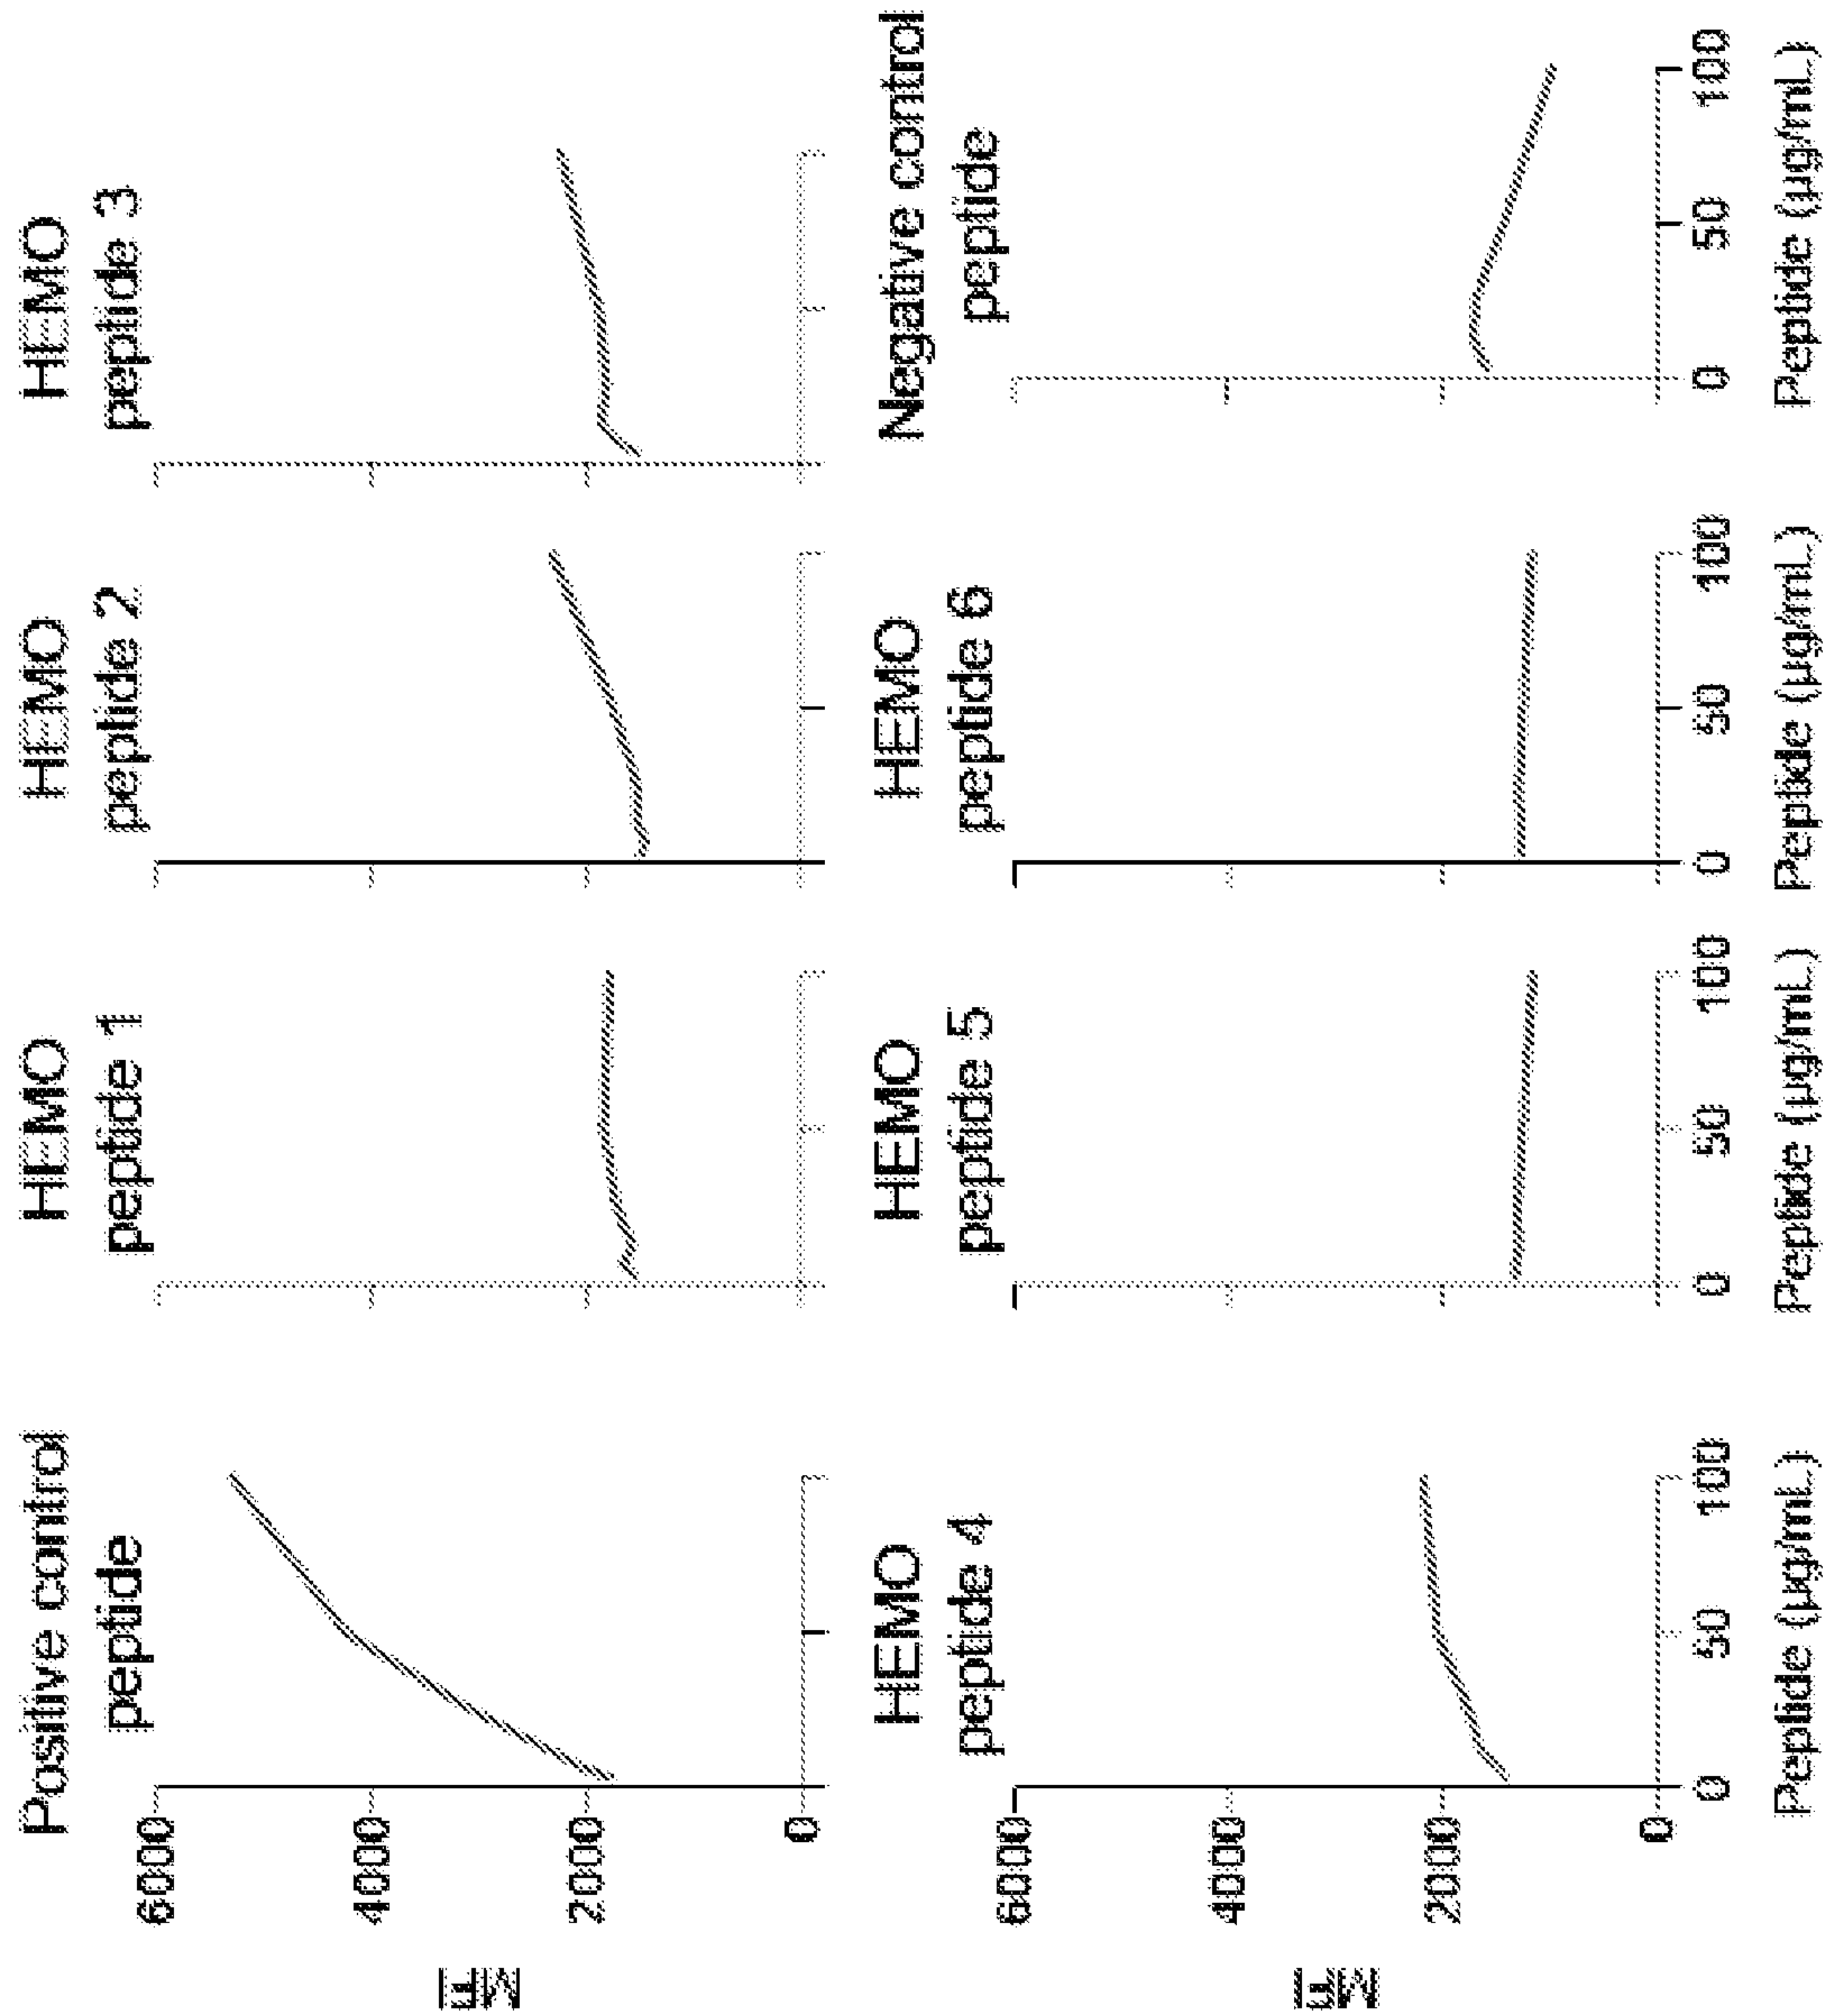 Positive control
peptide
HEMO
peptide 1
HEMO
peptide 2
HEMO
peptide 3
MFI
6000
4000
2000
0
HEMO
peptide 4
HEMO
peptide 5
HEMO
peptide 6
Negative control
peptide
MFI
6000
4000
2000
0
0 50 100
0 50 100
0 50 100
0 50 100
Peptide (µg/mL)
Peptide (µg/mL)
Peptide (µg/mL)
Peptide (µg/mL)